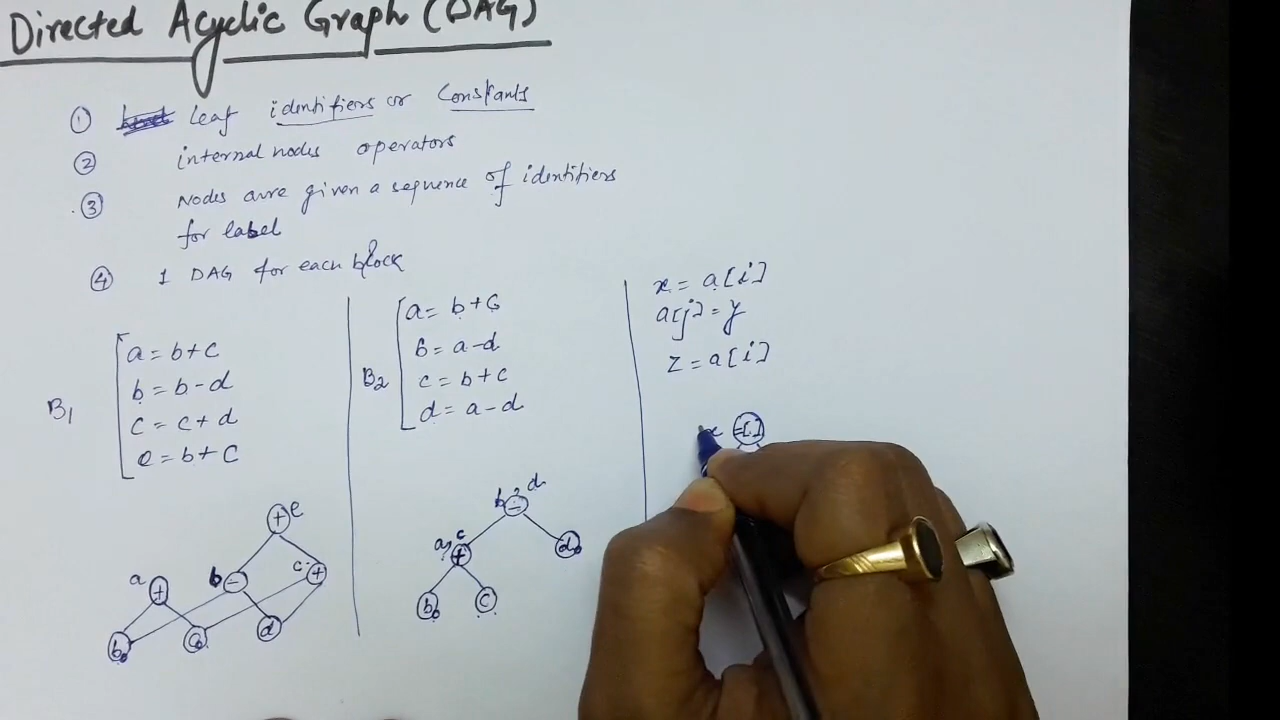 Directed Acyclic Graph (DAG)
① Leaf identifiers or Constants
② internal nodes operators
③ Nodes are given a sequence of identifiers
for label
④ 1 DAG for each block
B1
a = b + c
b = b - d
c = c + d
e = b + c
B2
a = b + c
b = a - d
c = b + c
d = a - d
x = a[i]
a[j] = y
z = a[i]
+ e
a + b - c +
b0 c0 d
b, d -
a, c + d0
b0 c
x =[]